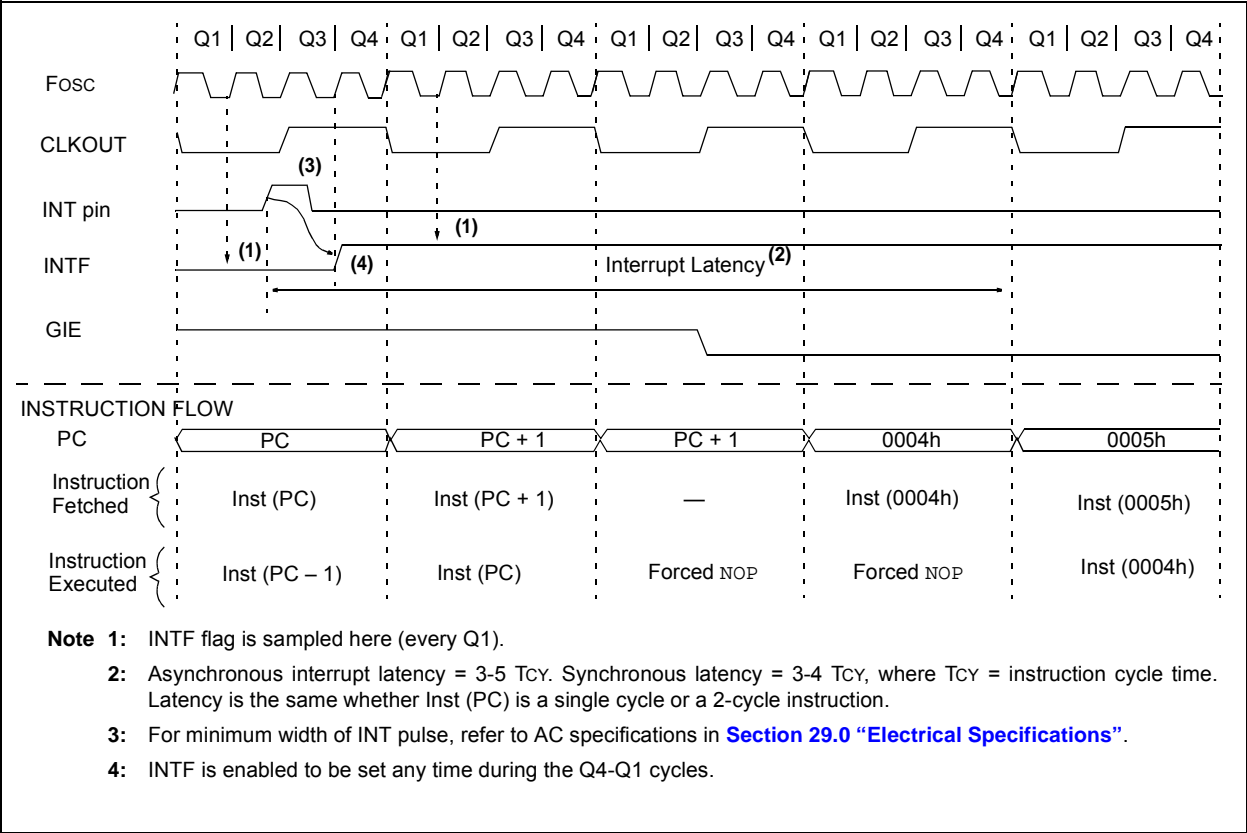 Q1 Q2 Q3 Q4 Q1 Q2 Q3 Q4 Q1 Q2 Q3 Q4 Q1 Q2 Q3 Q4 Q1 Q2 Q3 Q4
FOSC
CLKOUT
(3)
INT pin
(1)
(1)
INTF
(4)
Interrupt Latency (2)
GIE
INSTRUCTION FLOW
PC PC PC + 1 PC + 1 0004h 0005h
Instruction Fetched Inst (PC) Inst (PC + 1) — Inst (0004h) Inst (0005h)
Instruction Executed Inst (PC – 1) Inst (PC) Forced NOP Forced NOP Inst (0004h)
Note 1: INTF flag is sampled here (every Q1).
2: Asynchronous interrupt latency = 3-5 TCY. Synchronous latency = 3-4 TCY, where TCY = instruction cycle time.
Latency is the same whether Inst (PC) is a single cycle or a 2-cycle instruction.
3: For minimum width of INT pulse, refer to AC specifications in Section 29.0 “Electrical Specifications”.
4: INTF is enabled to be set any time during the Q4-Q1 cycles.